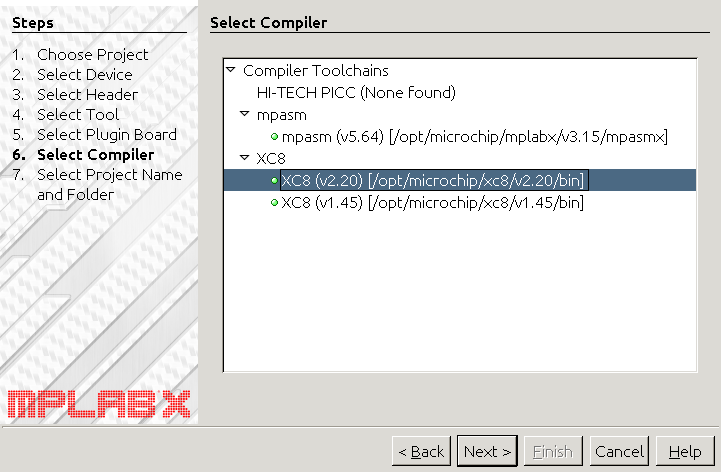 Steps
1. Choose Project
2. Select Device
3. Select Header
4. Select Tool
5. Select Plugin Board
6. Select Compiler
7. Select Project Name
and Folder
MPLAB X
Select Compiler
Compiler Toolchains
HI-TECH PICC (None found)
mpasm
mpasm (v5.64) [/opt/microchip/mplabx/v3.15/mpasmx]
XC8
XC8 (v2.20) [/opt/microchip/xc8/v2.20/bin]
XC8 (v1.45) [/opt/microchip/xc8/v1.45/bin]
< Back Next > Finish Cancel Help